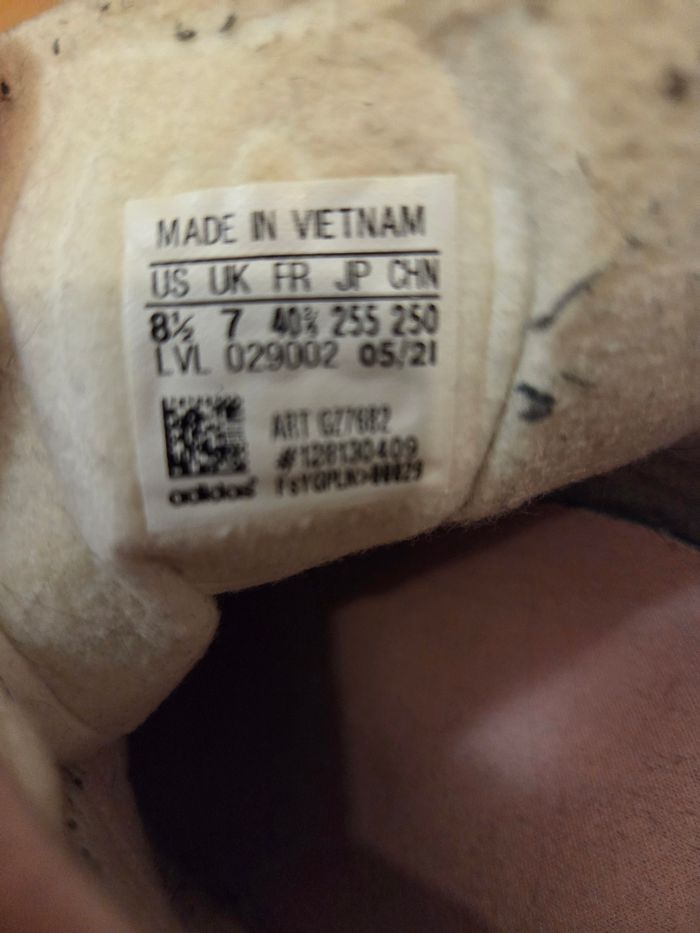 MADE IN VIETNAM
US UK FR JP CHN
8½ 7 40⅔ 255 250
LVL 029002 05/21
ART GZ7682
#128130409
adidas